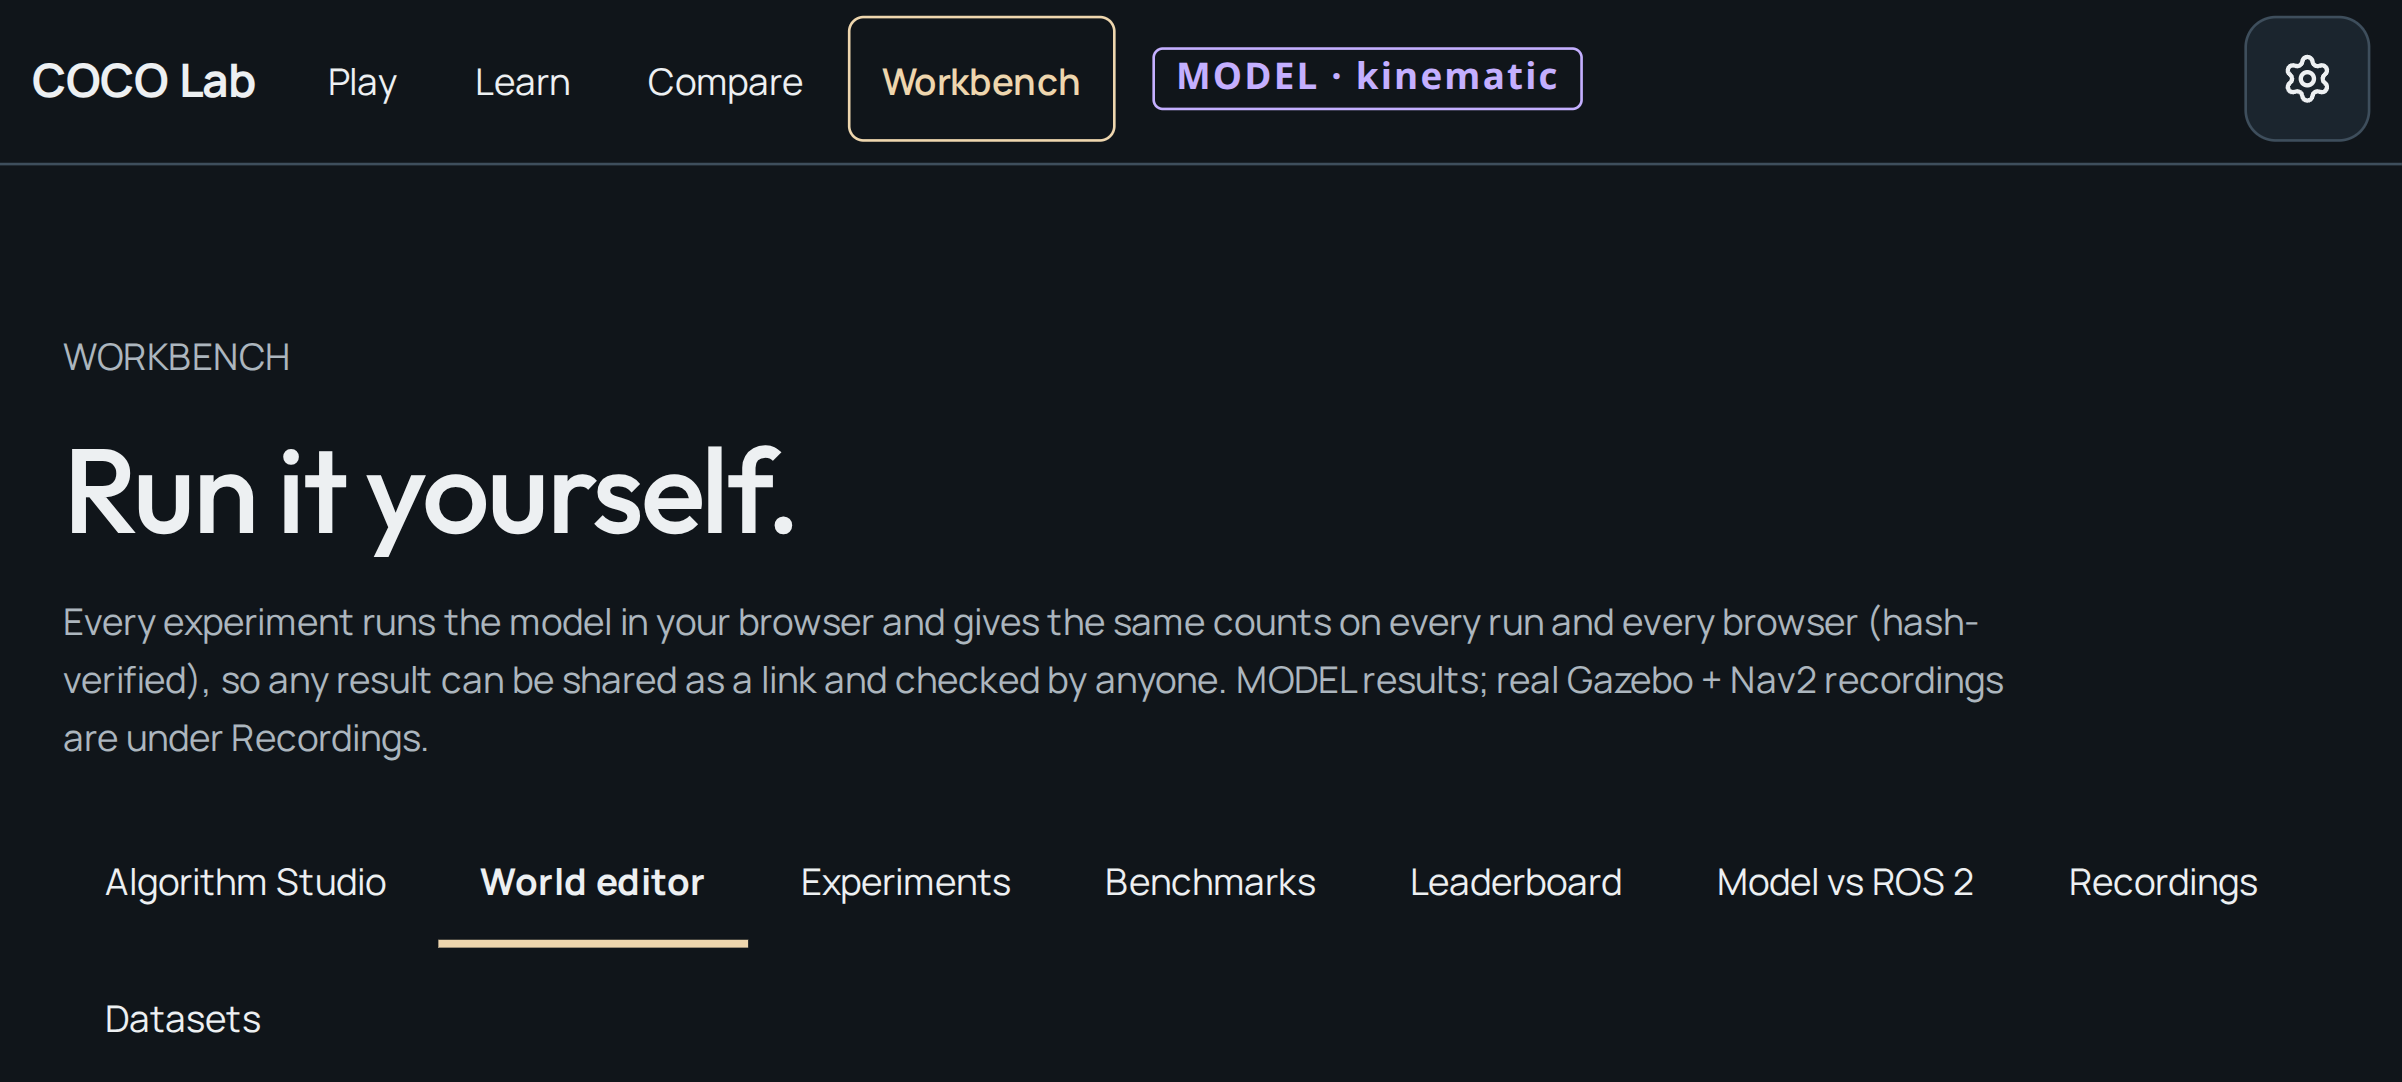 COCO Lab Play Learn Compare Workbench MODEL · kinematic
WORKBENCH
Run it yourself.
Every experiment runs the model in your browser and gives the same counts on every run and every browser (hash-
verified), so any result can be shared as a link and checked by anyone. MODEL results; real Gazebo + Nav2 recordings
are under Recordings.
Algorithm Studio World editor Experiments Benchmarks Leaderboard Model vs ROS 2 Recordings
Datasets